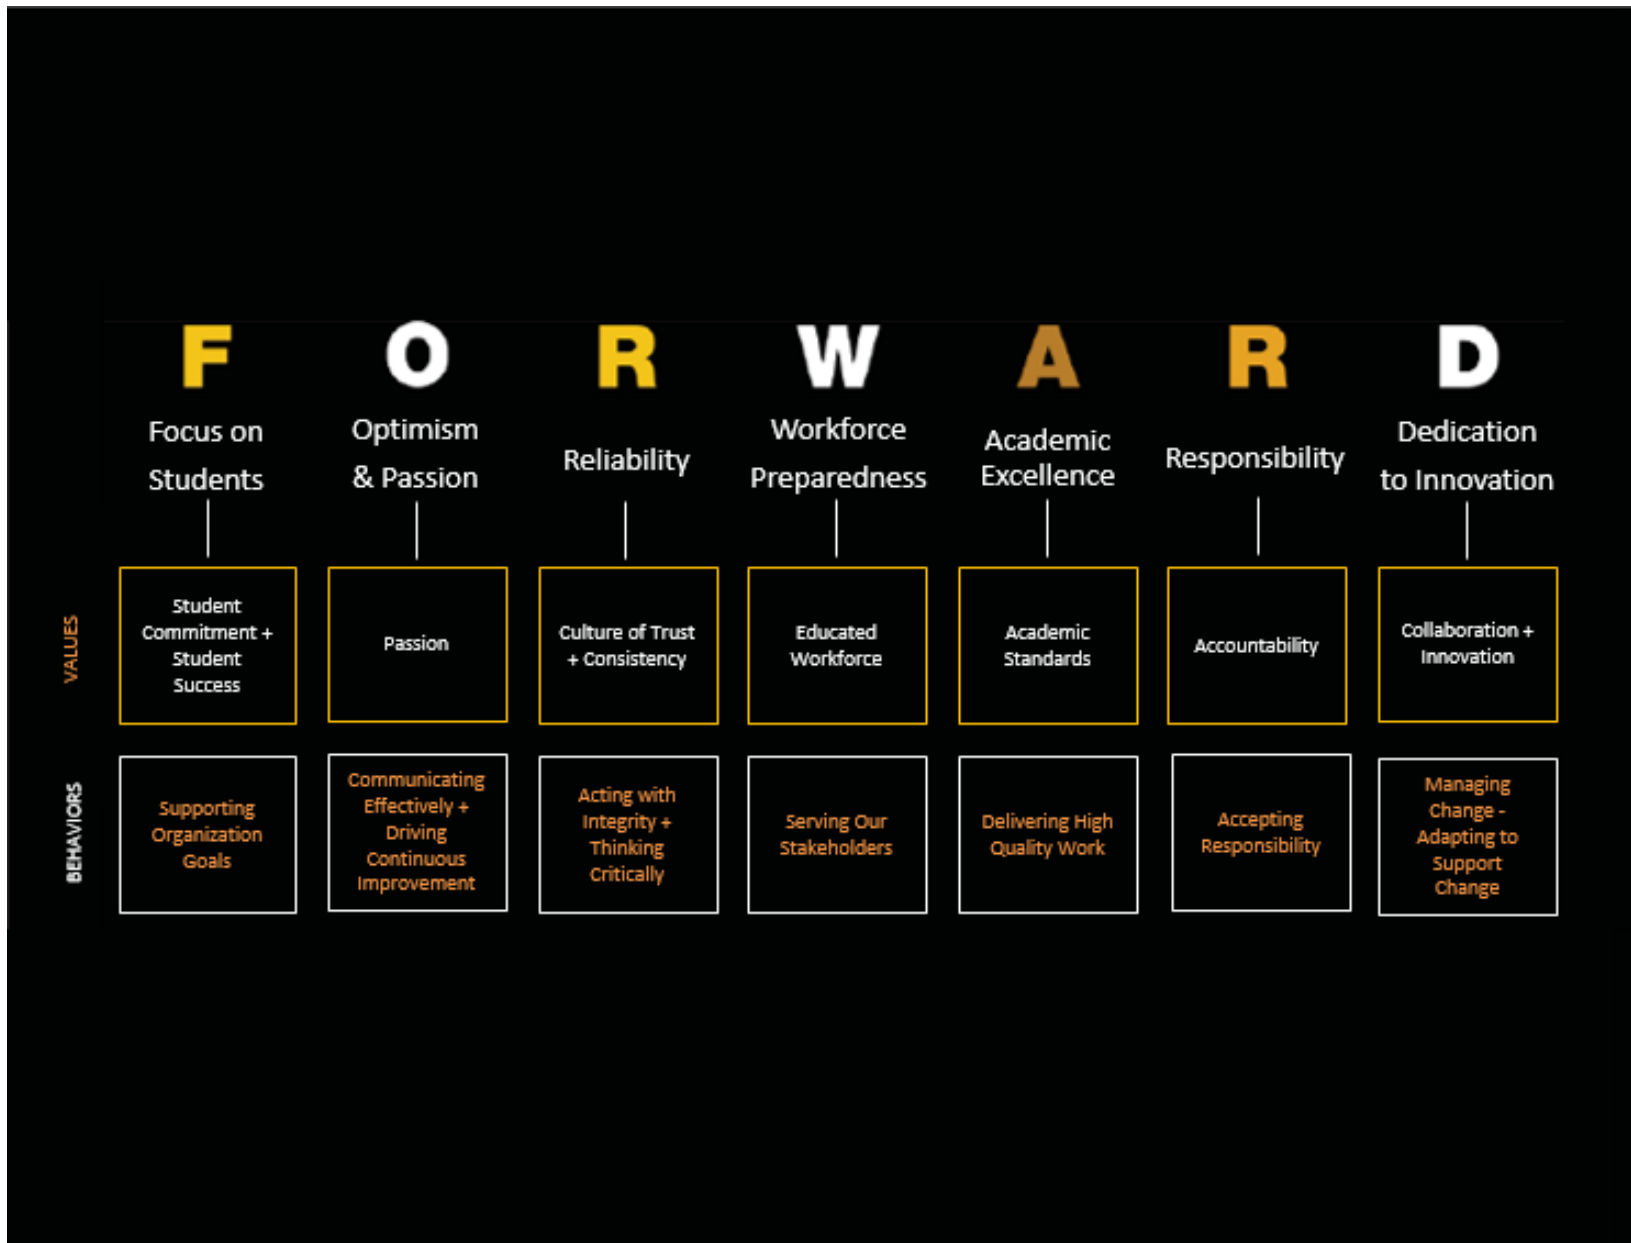 F O R W A R D
Focus on
Students
Optimism
& Passion
Reliability
Workforce
Preparedness
Academic
Excellence
Responsibility
Dedication
to Innovation
VALUES
Student
Commitment +
Student
Success
Passion
Culture of Trust
+ Consistency
Educated
Workforce
Academic
Standards
Accountability
Collaboration +
Innovation
BEHAVIORS
Supporting
Organization
Goals
Communicating
Effectively +
Driving
Continuous
Improvement
Acting with
Integrity +
Thinking
Critically
Serving Our
Stakeholders
Delivering High
Quality Work
Accepting
Responsibility
Managing
Change -
Adapting to
Support
Change